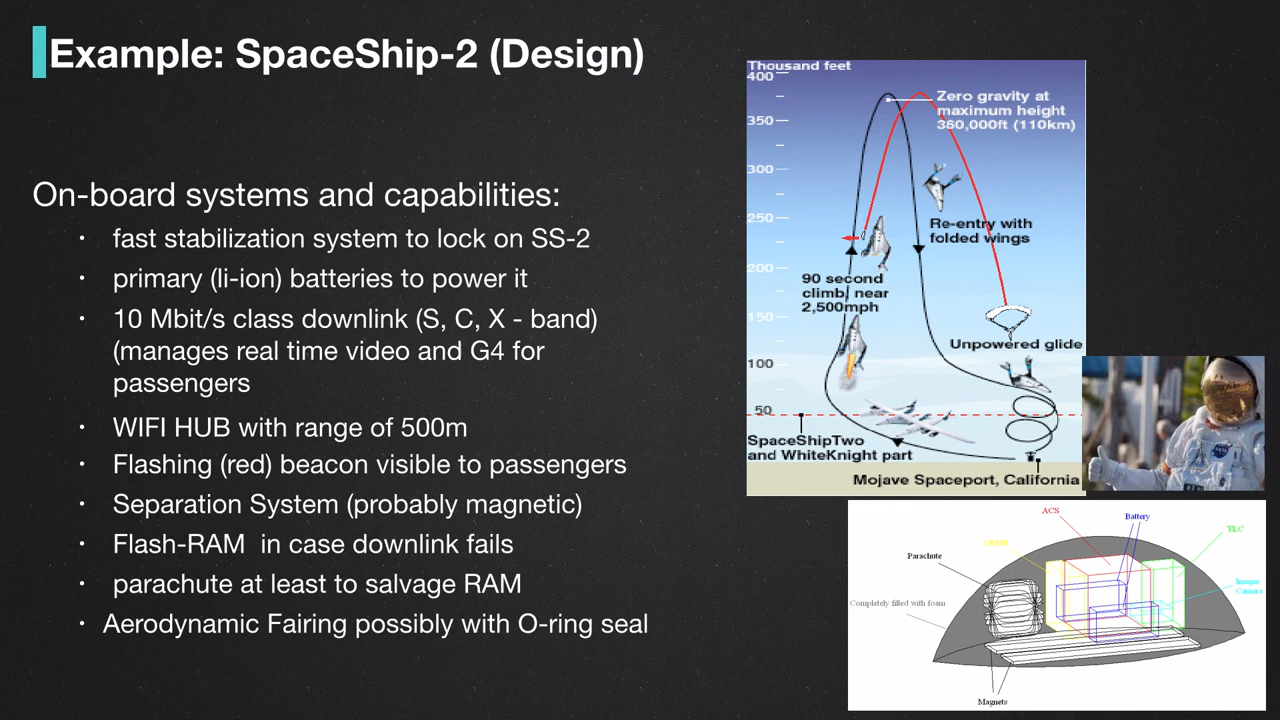 Example: SpaceShip-2 (Design)
On-board systems and capabilities:
• fast stabilization system to lock on SS-2
• primary (li-ion) batteries to power it
• 10 Mbit/s class downlink (S, C, X - band)
(manages real time video and G4 for
passengers
• WIFI HUB with range of 500m
• Flashing (red) beacon visible to passengers
• Separation System (probably magnetic)
• Flash-RAM in case downlink fails
• parachute at least to salvage RAM
• Aerodynamic Fairing possibly with O-ring seal
Thousand feet
400
350
300
250
200
150
100
50
Zero gravity at
maximum height
360,000ft (110km)
Re-entry with
folded wings
90 second
climb, near
2,500mph
Unpowered glide
SpaceShipTwo
and WhiteKnight part
Mojave Spaceport, California
NASA
ACS
Battery
TLC
Parachute
Image
Camera
Completely filled with foam
Magnets